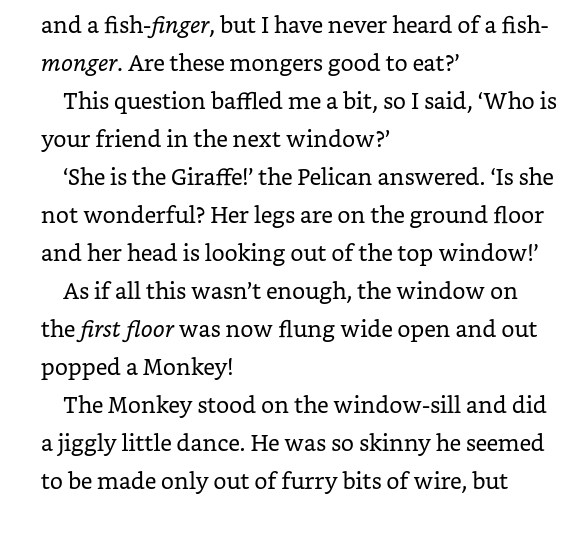 and a fish-finger, but I have never heard of a fish-
monger. Are these mongers good to eat?’
This question baffled me a bit, so I said, ‘Who is
your friend in the next window?’
‘She is the Giraffe!’ the Pelican answered. ‘Is she
not wonderful? Her legs are on the ground floor
and her head is looking out of the top window!’
As if all this wasn’t enough, the window on
the first floor was now flung wide open and out
popped a Monkey!
The Monkey stood on the window-sill and did
a jiggly little dance. He was so skinny he seemed
to be made only out of furry bits of wire, but